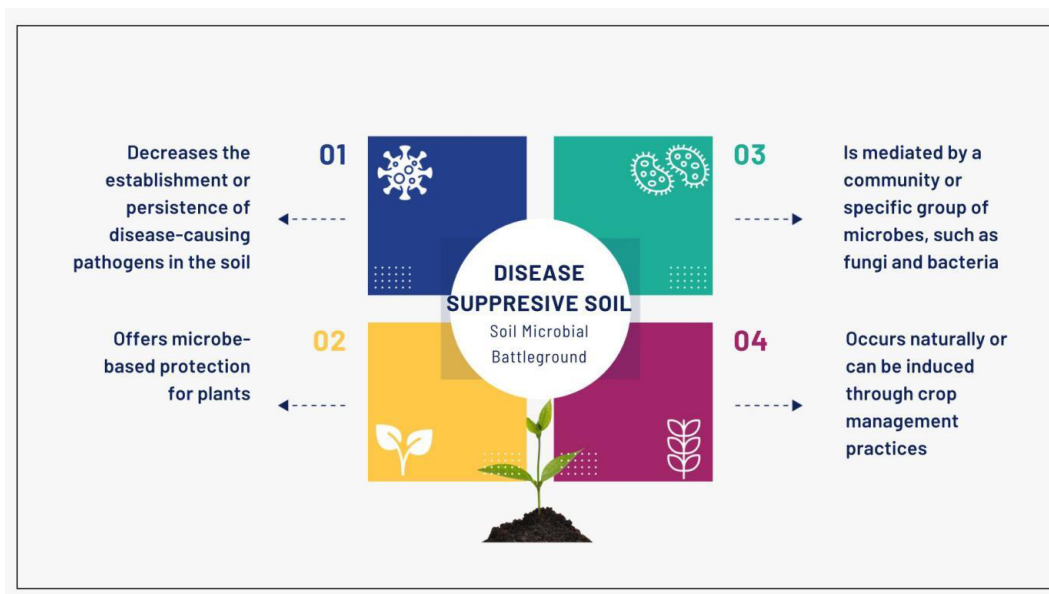 01
Decreases the
establishment or
persistence of
disease-causing
pathogens in the soil
02
Offers microbe-
based protection
for plants
DISEASE
SUPPRESIVE SOIL
Soil Microbial
Battleground
03
Is mediated by a
community or
specific group of
microbes, such as
fungi and bacteria
04
Occurs naturally or
can be induced
through crop
management
practices